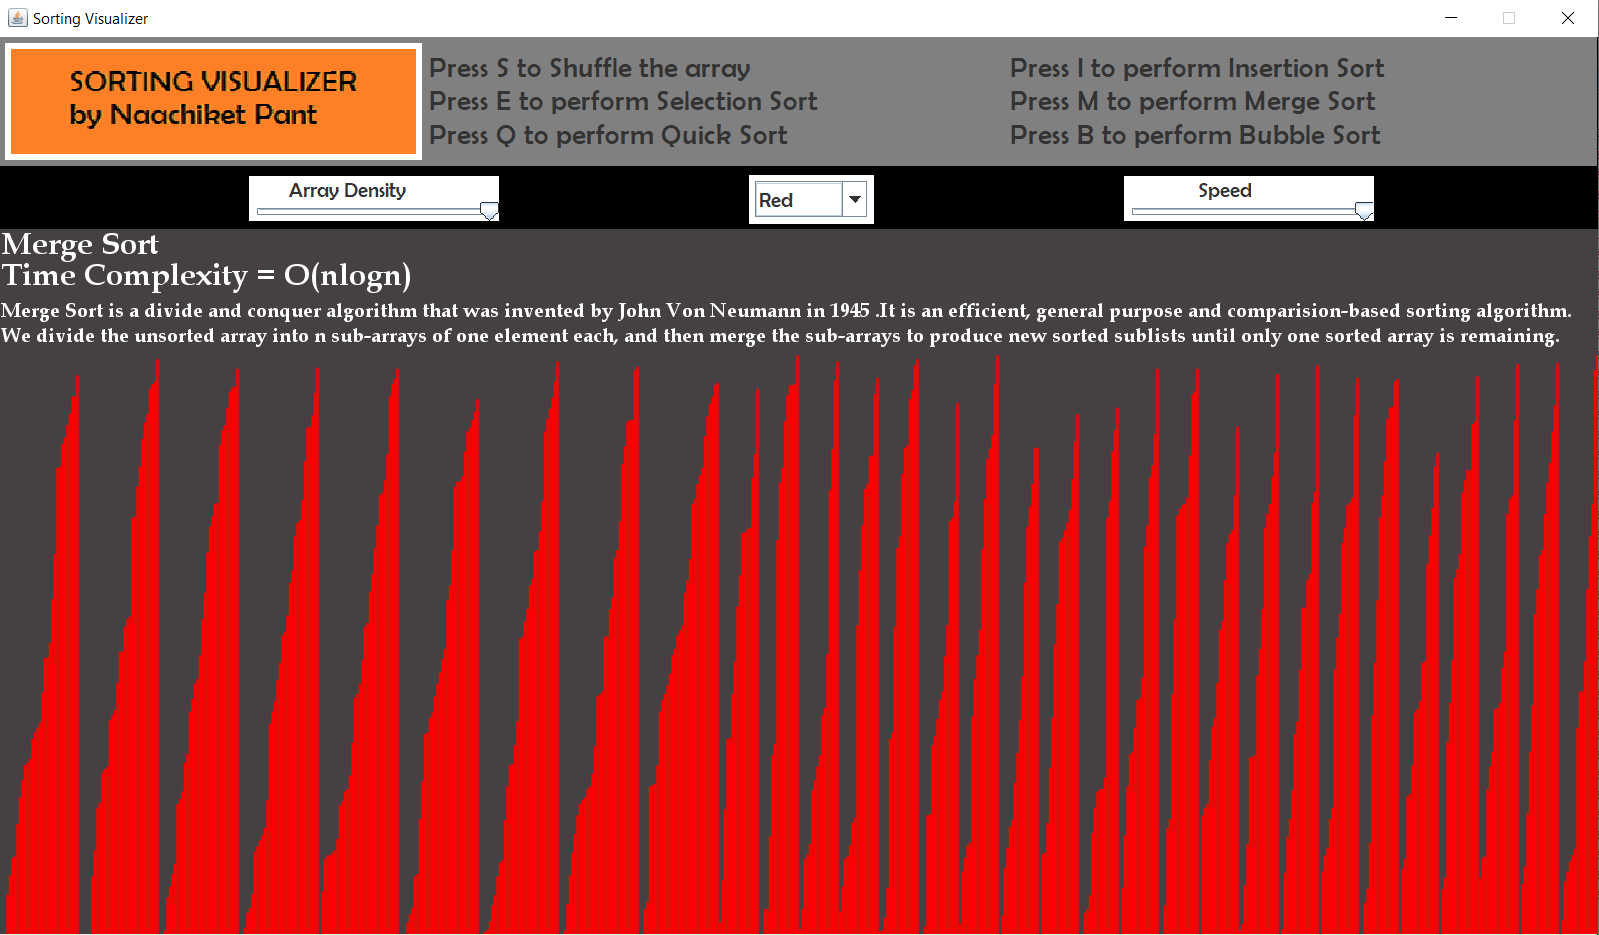 Sorting Visualizer
SORTING VISUALIZER
by Naachiket Pant
Press S to Shuffle the array
Press E to perform Selection Sort
Press Q to perform Quick Sort
Press I to perform Insertion Sort
Press M to perform Merge Sort
Press B to perform Bubble Sort
Array Density
Red
Speed
Merge Sort
Time Complexity = O(nlogn)
Merge Sort is a divide and conquer algorithm that was invented by John Von Neumann in 1945 .It is an efficient, general purpose and comparision-based sorting algorithm.
We divide the unsorted array into n sub-arrays of one element each, and then merge the sub-arrays to produce new sorted sublists until only one sorted array is remaining.